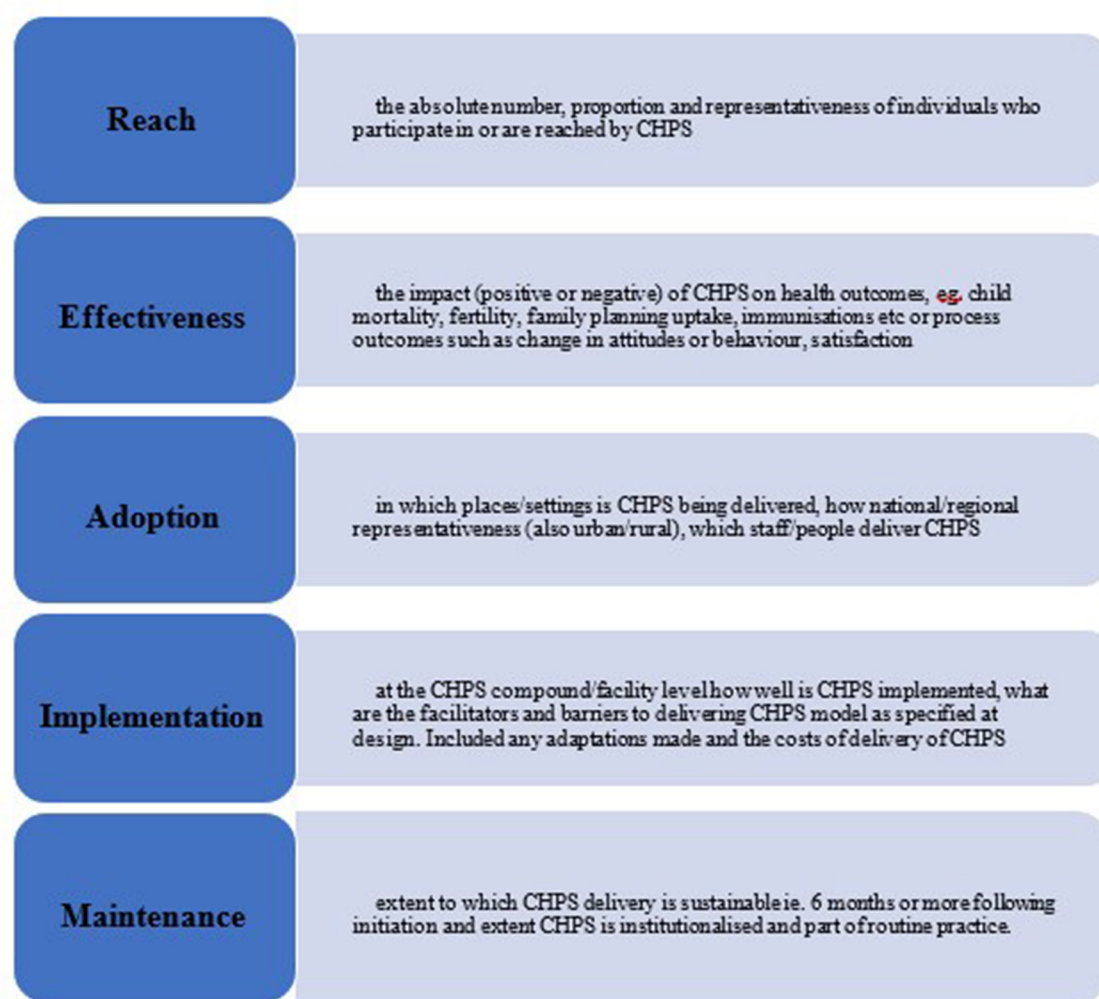 Reach
the absolute number, proportion and representativeness of individuals who
participate in or are reached by CHPS
Effectiveness
the impact (positive or negative) of CHPS on health outcomes, eg. child
mortality, fertility, family planning uptake, immunisations etc or process
outcomes such as change in attitudes or behaviour, satisfaction
Adoption
in which places/settings is CHPS being delivered, how national/regional
representativeness (also urban/rural), which staff/people deliver CHPS
Implementation
at the CHPS compound/facility level how well is CHPS implemented, what
are the facilitators and barriers to delivering CHPS model as specified at
design. Included any adaptations made and the costs of delivery of CHPS
Maintenance
extent to which CHPS delivery is sustainable ie. 6 months or more following
initiation and extent CHPS is institutionalised and part of routine practice.